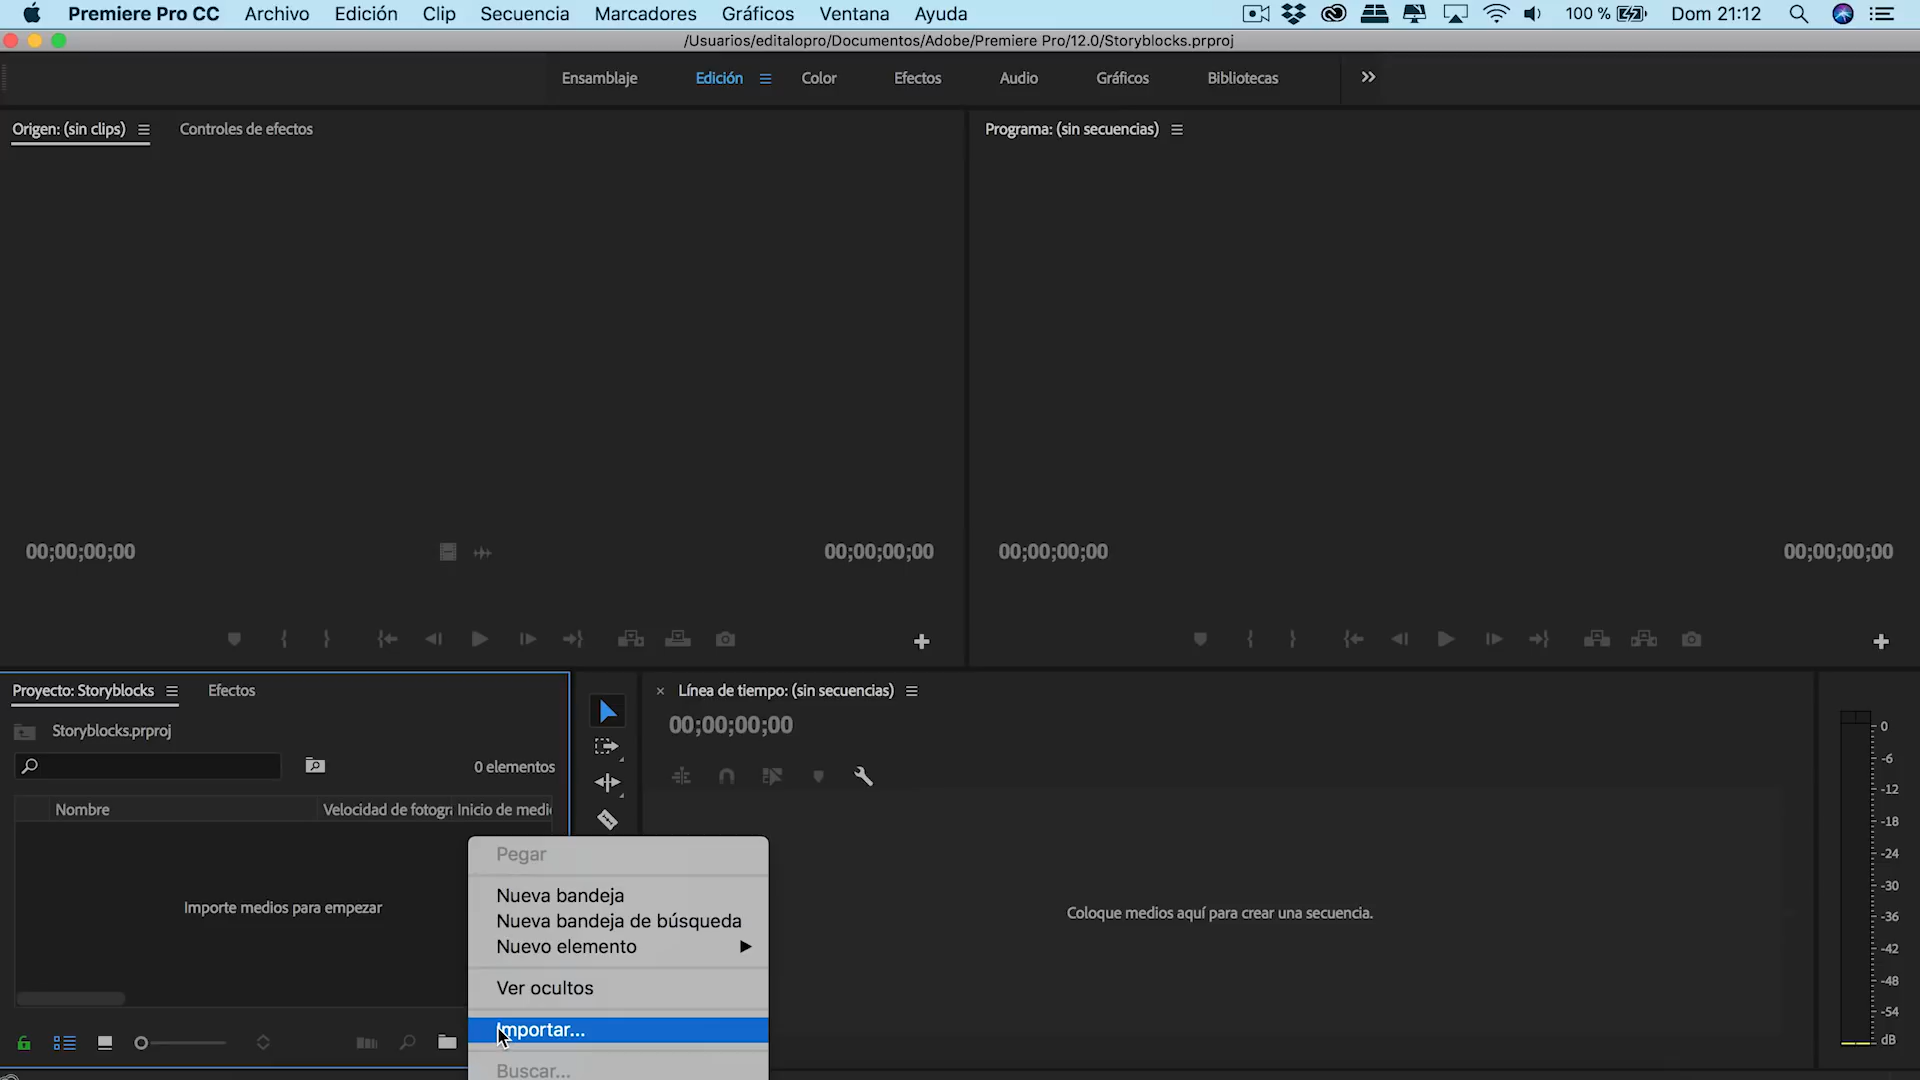 Premiere Pro CC Archivo Edición Clip Secuencia Marcadores Gráficos Ventana Ayuda 100 % Dom 21:12
/Usuarios/editalopro/Documentos/Adobe/Premiere Pro/12.0/Storyblocks.prproj
Ensamblaje Edición Color Efectos Audio Gráficos Bibliotecas
Origen: (sin clips) Controles de efectos
Programa: (sin secuencias)
00;00;00;00 00;00;00;00
00;00;00;00 00;00;00;00
Proyecto: Storyblocks Efectos
Storyblocks.prproj
0 elementos
Nombre Velocidad de fotogra Inicio de medi
Importe medios para empezar
Pegar
Nueva bandeja
Nueva bandeja de búsqueda
Nuevo elemento
Ver ocultos
Importar...
Buscar...
Línea de tiempo: (sin secuencias)
00;00;00;00
Coloque medios aquí para crear una secuencia.
0
-6
-12
-18
-24
-30
-36
-42
-48
-54
dB